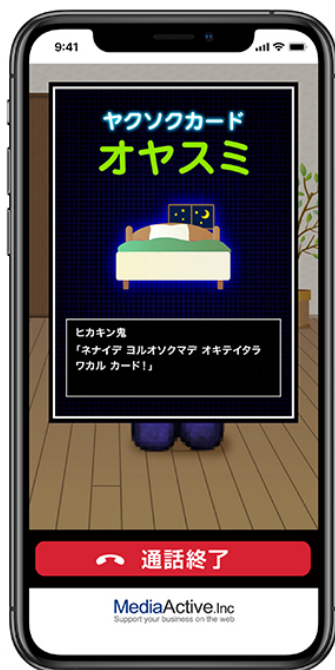 9:41
ヤクソクカード
オヤスミ
ヒカキン鬼
「ネナイデ ヨルオソクマデ オキテイタラ
ワカル カード!」
通話終了
MediaActive.Inc
Support your business on the web